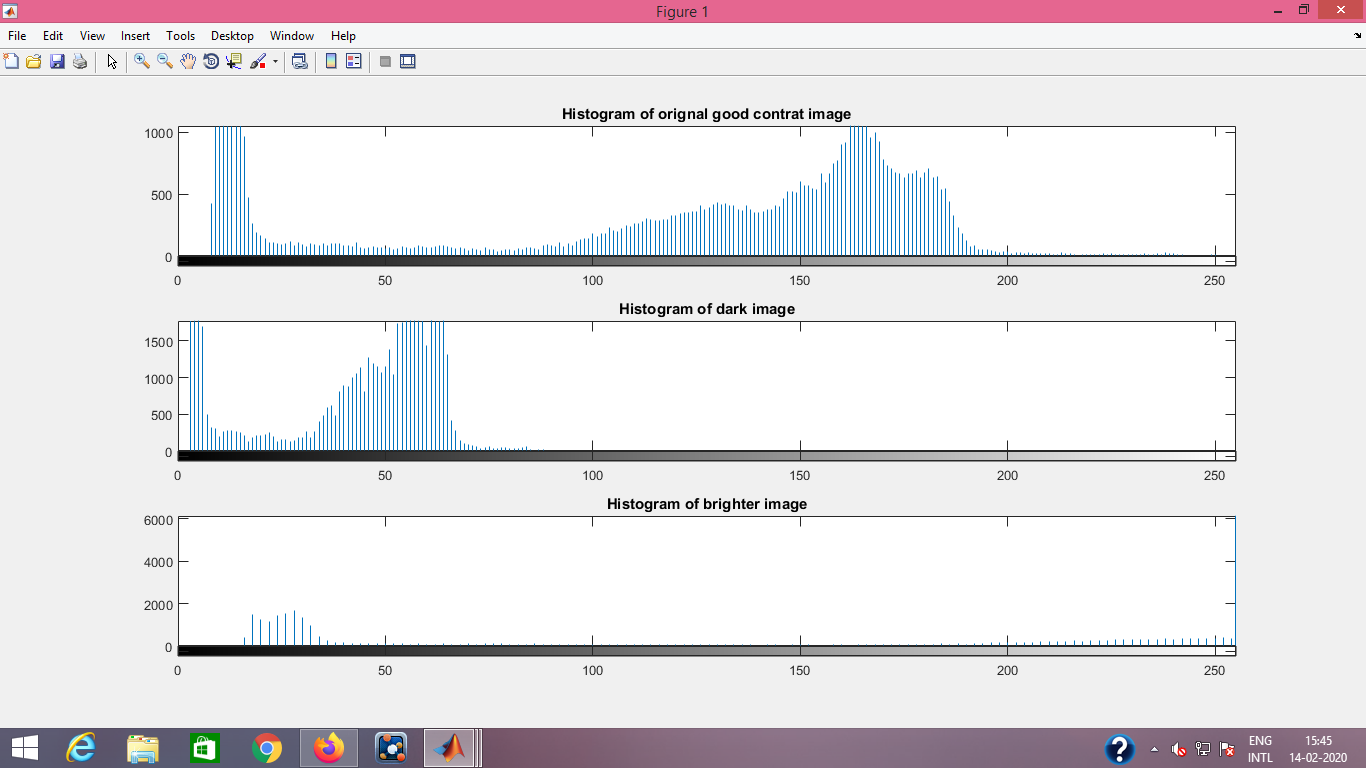 Figure 1
File Edit View Insert Tools Desktop Window Help
Histogram of orignal good contrat image
1000
500
0
0 50 100 150 200 250
Histogram of dark image
1500
1000
500
0
0 50 100 150 200 250
Histogram of brighter image
6000
4000
2000
0
0 50 100 150 200 250
ENG 15:45
INTL 14-02-2020